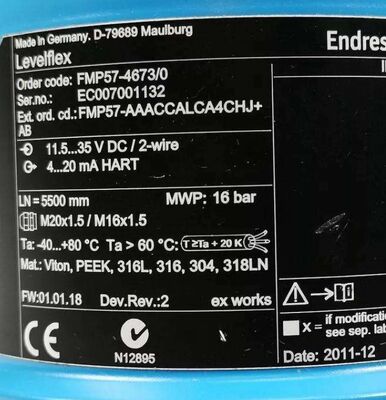 Made in Germany. D-79689 Maulburg
Levelflex
Endres
Order code: FMP57-4673/0
Ser.no.: EC007001132
Ext. ord. cd.: FMP57-AAACCALCA4CHJ+
AB
11.5...35 V DC / 2-wire
4...20 mA HART
LN = 5500 mm MWP: 16 bar
M20x1.5 / M16x1.5
Ta: -40...+80 °C Ta > 60 °C: T ≥Ta + 20 K
Mat.: Viton, PEEK, 316L, 316, 304, 318LN
FW:01.01.18 Dev.Rev.: 2 ex works
CE
N12895
x = if modification
see sep. lab
Date: 2011-12